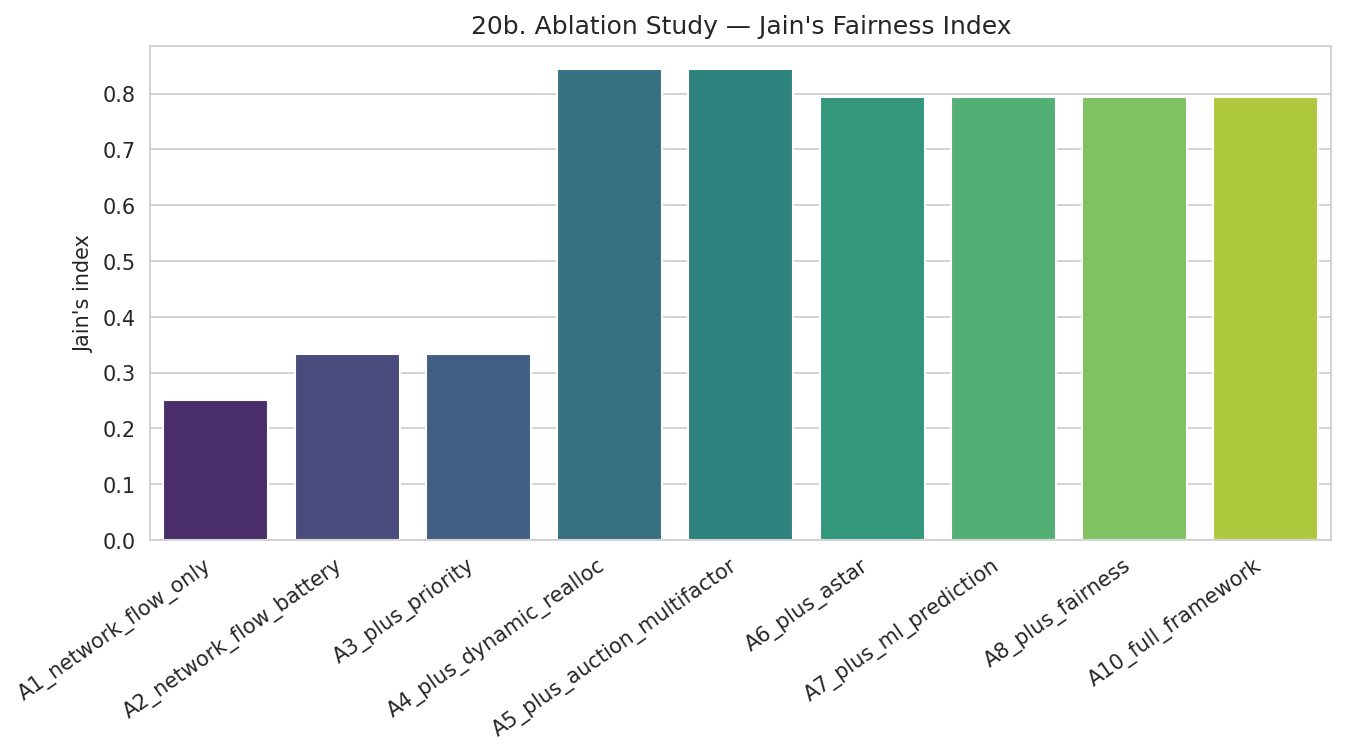 20b. Ablation Study — Jain's Fairness Index
Jain's index
0.8
0.7
0.6
0.5
0.4
0.3
0.2
0.1
0.0
A1_network_flow_only
A2_network_flow_battery
A3_plus_priority
A4_plus_dynamic_realloc
A5_plus_auction_multifactor
A6_plus_astar
A7_plus_ml_prediction
A8_plus_fairness
A10_full_framework